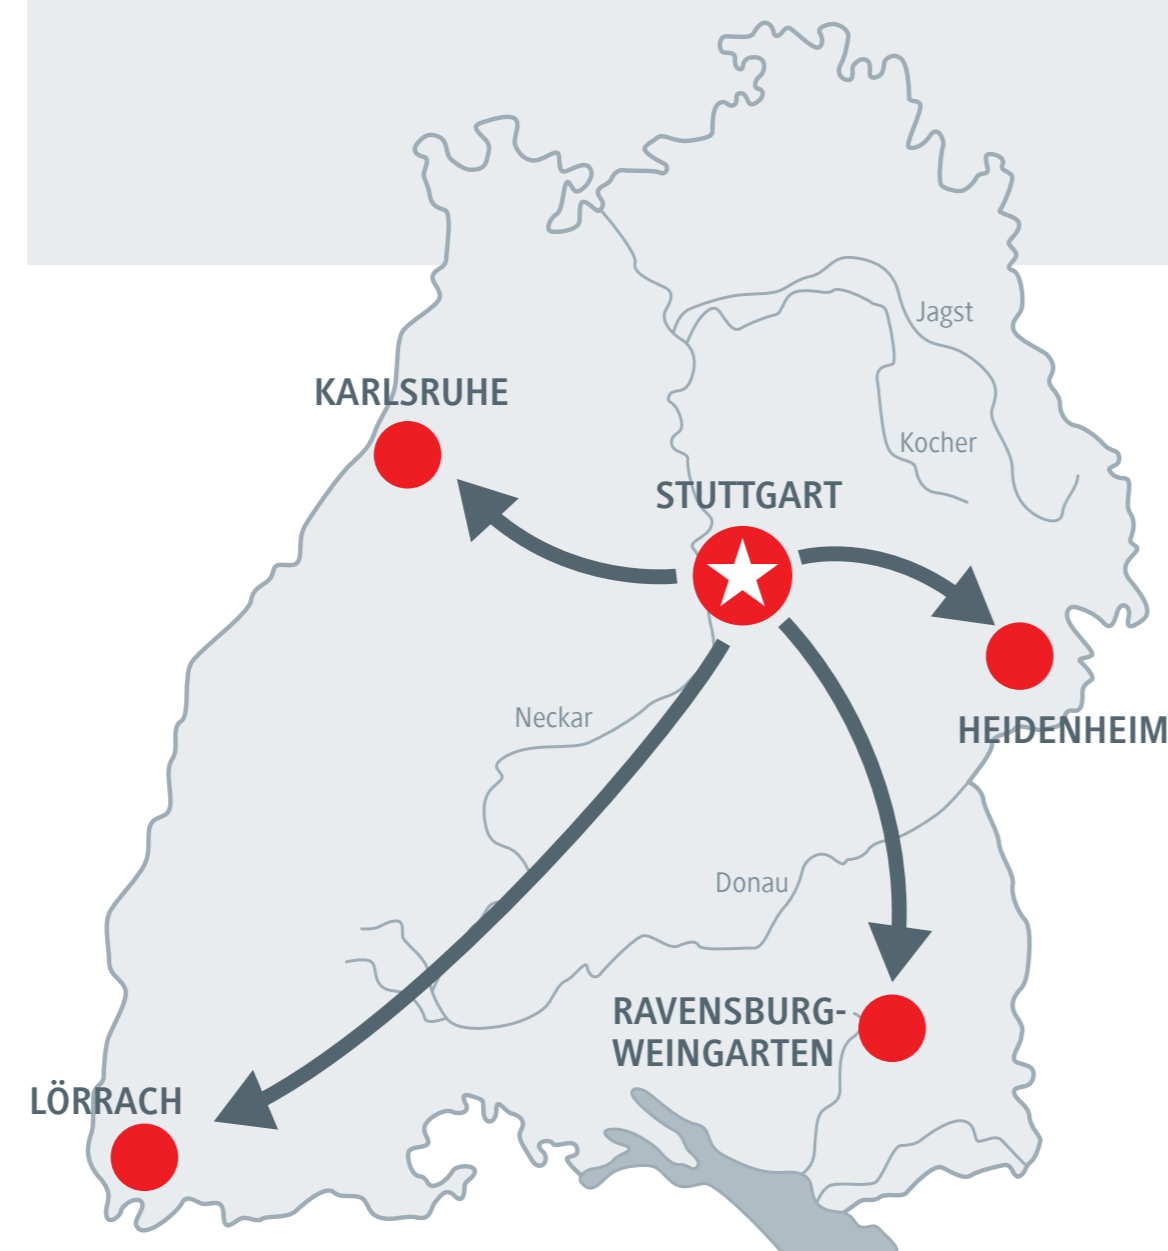 Jagst
KARLSRUHE
Kocher
STUTTGART
Neckar
HEIDENHEIM
Donau
RAVENSBURG-
WEINGARTEN
LÖRRACH